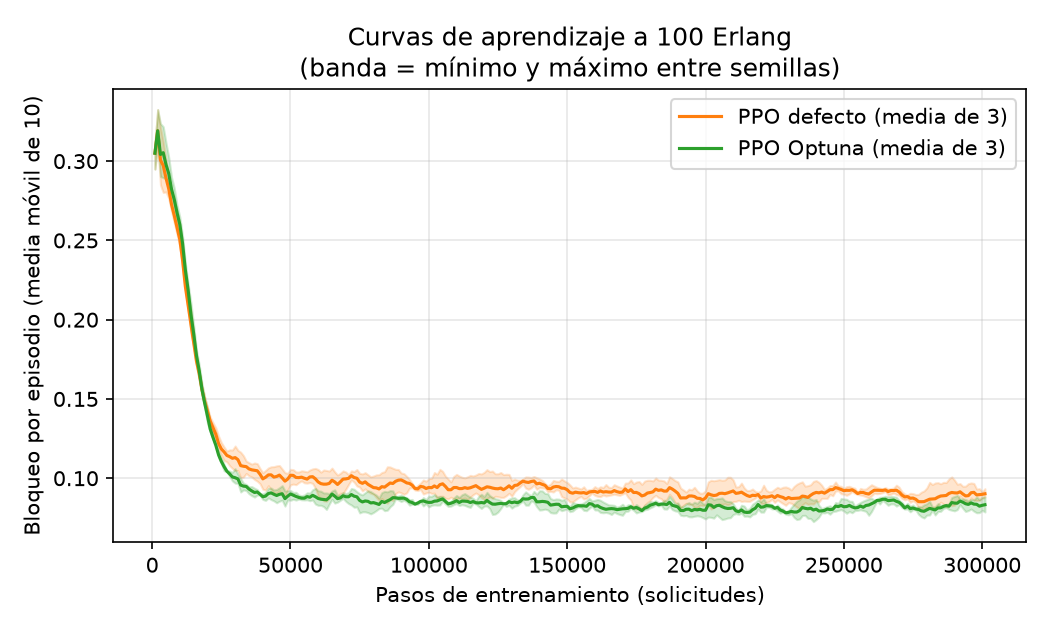 Curvas de aprendizaje a 100 Erlang
(banda = mínimo y máximo entre semillas)
PPO defecto (media de 3)
PPO Optuna (media de 3)
Bloqueo por episodio (media móvil de 10)
0.30
0.25
0.20
0.15
0.10
0
50000
100000
150000
200000
250000
300000
Pasos de entrenamiento (solicitudes)